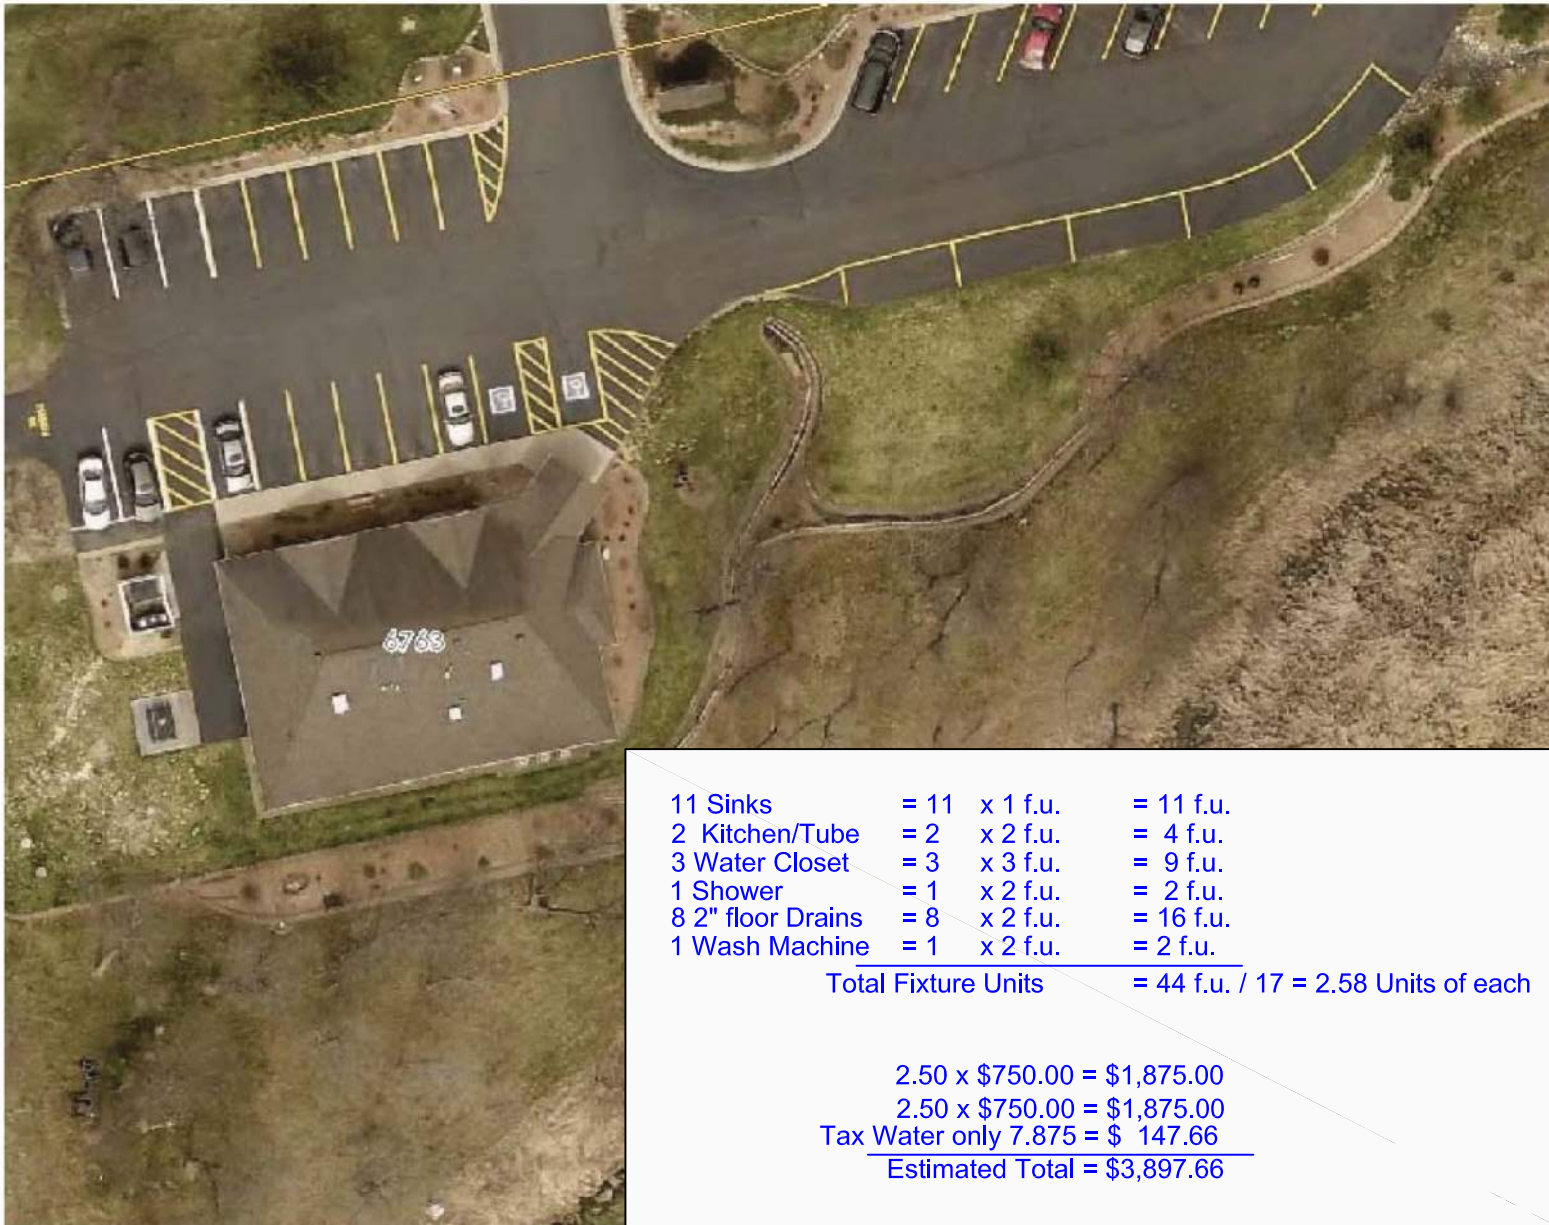 6763
11 Sinks = 11 x 1 f.u. = 11 f.u.
2 Kitchen/Tube = 2 x 2 f.u. = 4 f.u.
3 Water Closet = 3 x 3 f.u. = 9 f.u.
1 Shower = 1 x 2 f.u. = 2 f.u.
8 2" floor Drains = 8 x 2 f.u. = 16 f.u.
1 Wash Machine = 1 x 2 f.u. = 2 f.u.
Total Fixture Units = 44 f.u. / 17 = 2.58 Units of each
2.50 x $750.00 = $1,875.00
2.50 x $750.00 = $1,875.00
Tax Water only 7.875 = $ 147.66
Estimated Total = $3,897.66